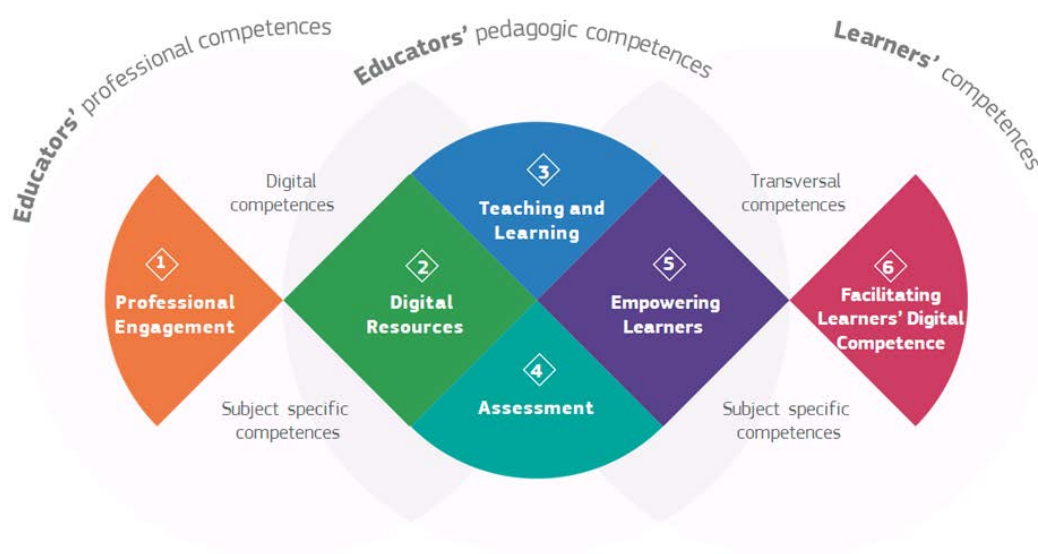 Educators' professional competences
Educators' pedagogic competences
Learners' competences
Digital
competences
Transversal
competences
1
Professional
Engagement
2
Digital
Resources
3
Teaching and
Learning
4
Assessment
5
Empowering
Learners
6
Facilitating
Learners' Digital
Competence
Subject specific
competences
Subject specific
competences